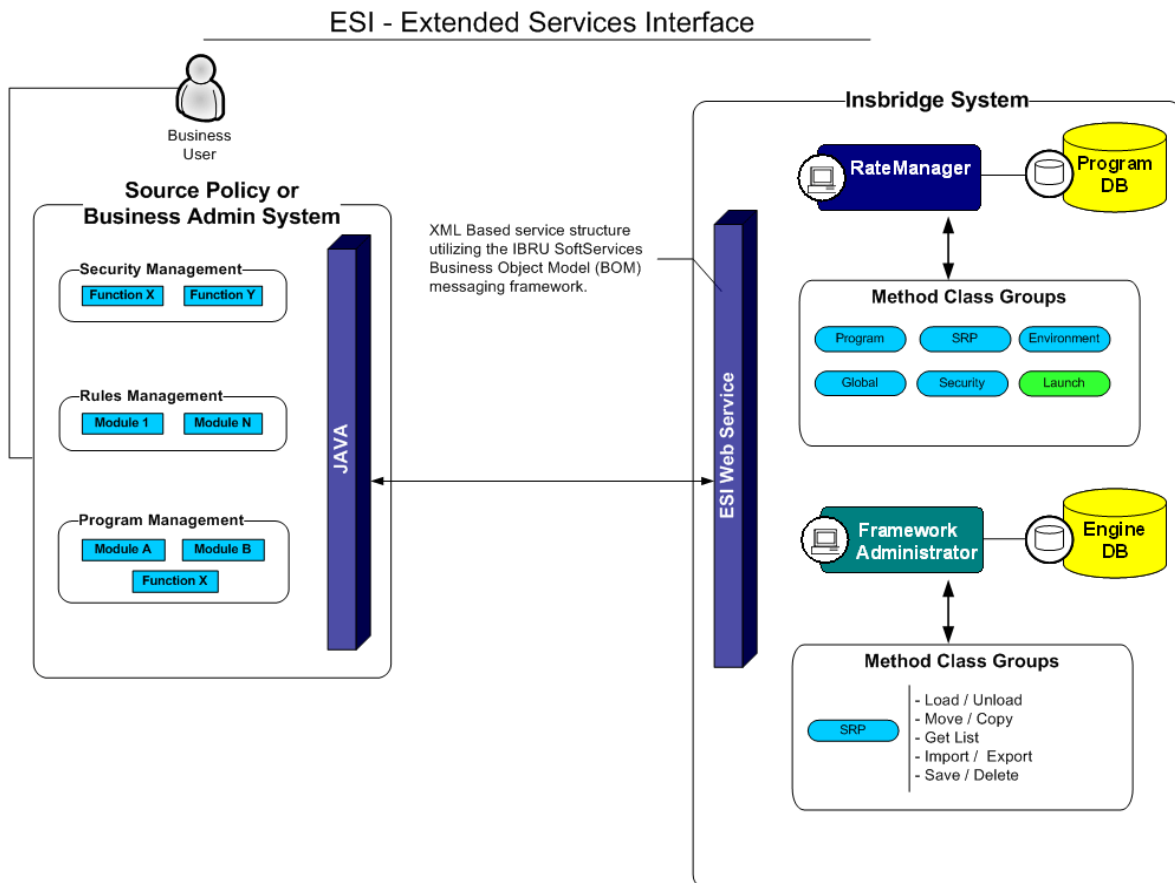 ESI - Extended Services Interface
Business
User
Source Policy or
Business Admin System
Security Management
Function X
Function Y
Rules Management
Module 1
Module N
Program Management
Module A
Module B
Function X
JAVA
XML Based service structure
utilizing the IBRU SoftServices
Business Object Model (BOM)
messaging framework.
ESI Web Service
Insbridge System
RateManager
Program
DB
Method Class Groups
Program
SRP
Environment
Global
Security
Launch
Framework
Administrator
Engine
DB
Method Class Groups
SRP
- Load / Unload
- Move / Copy
- Get List
- Import /  Export
- Save / Delete